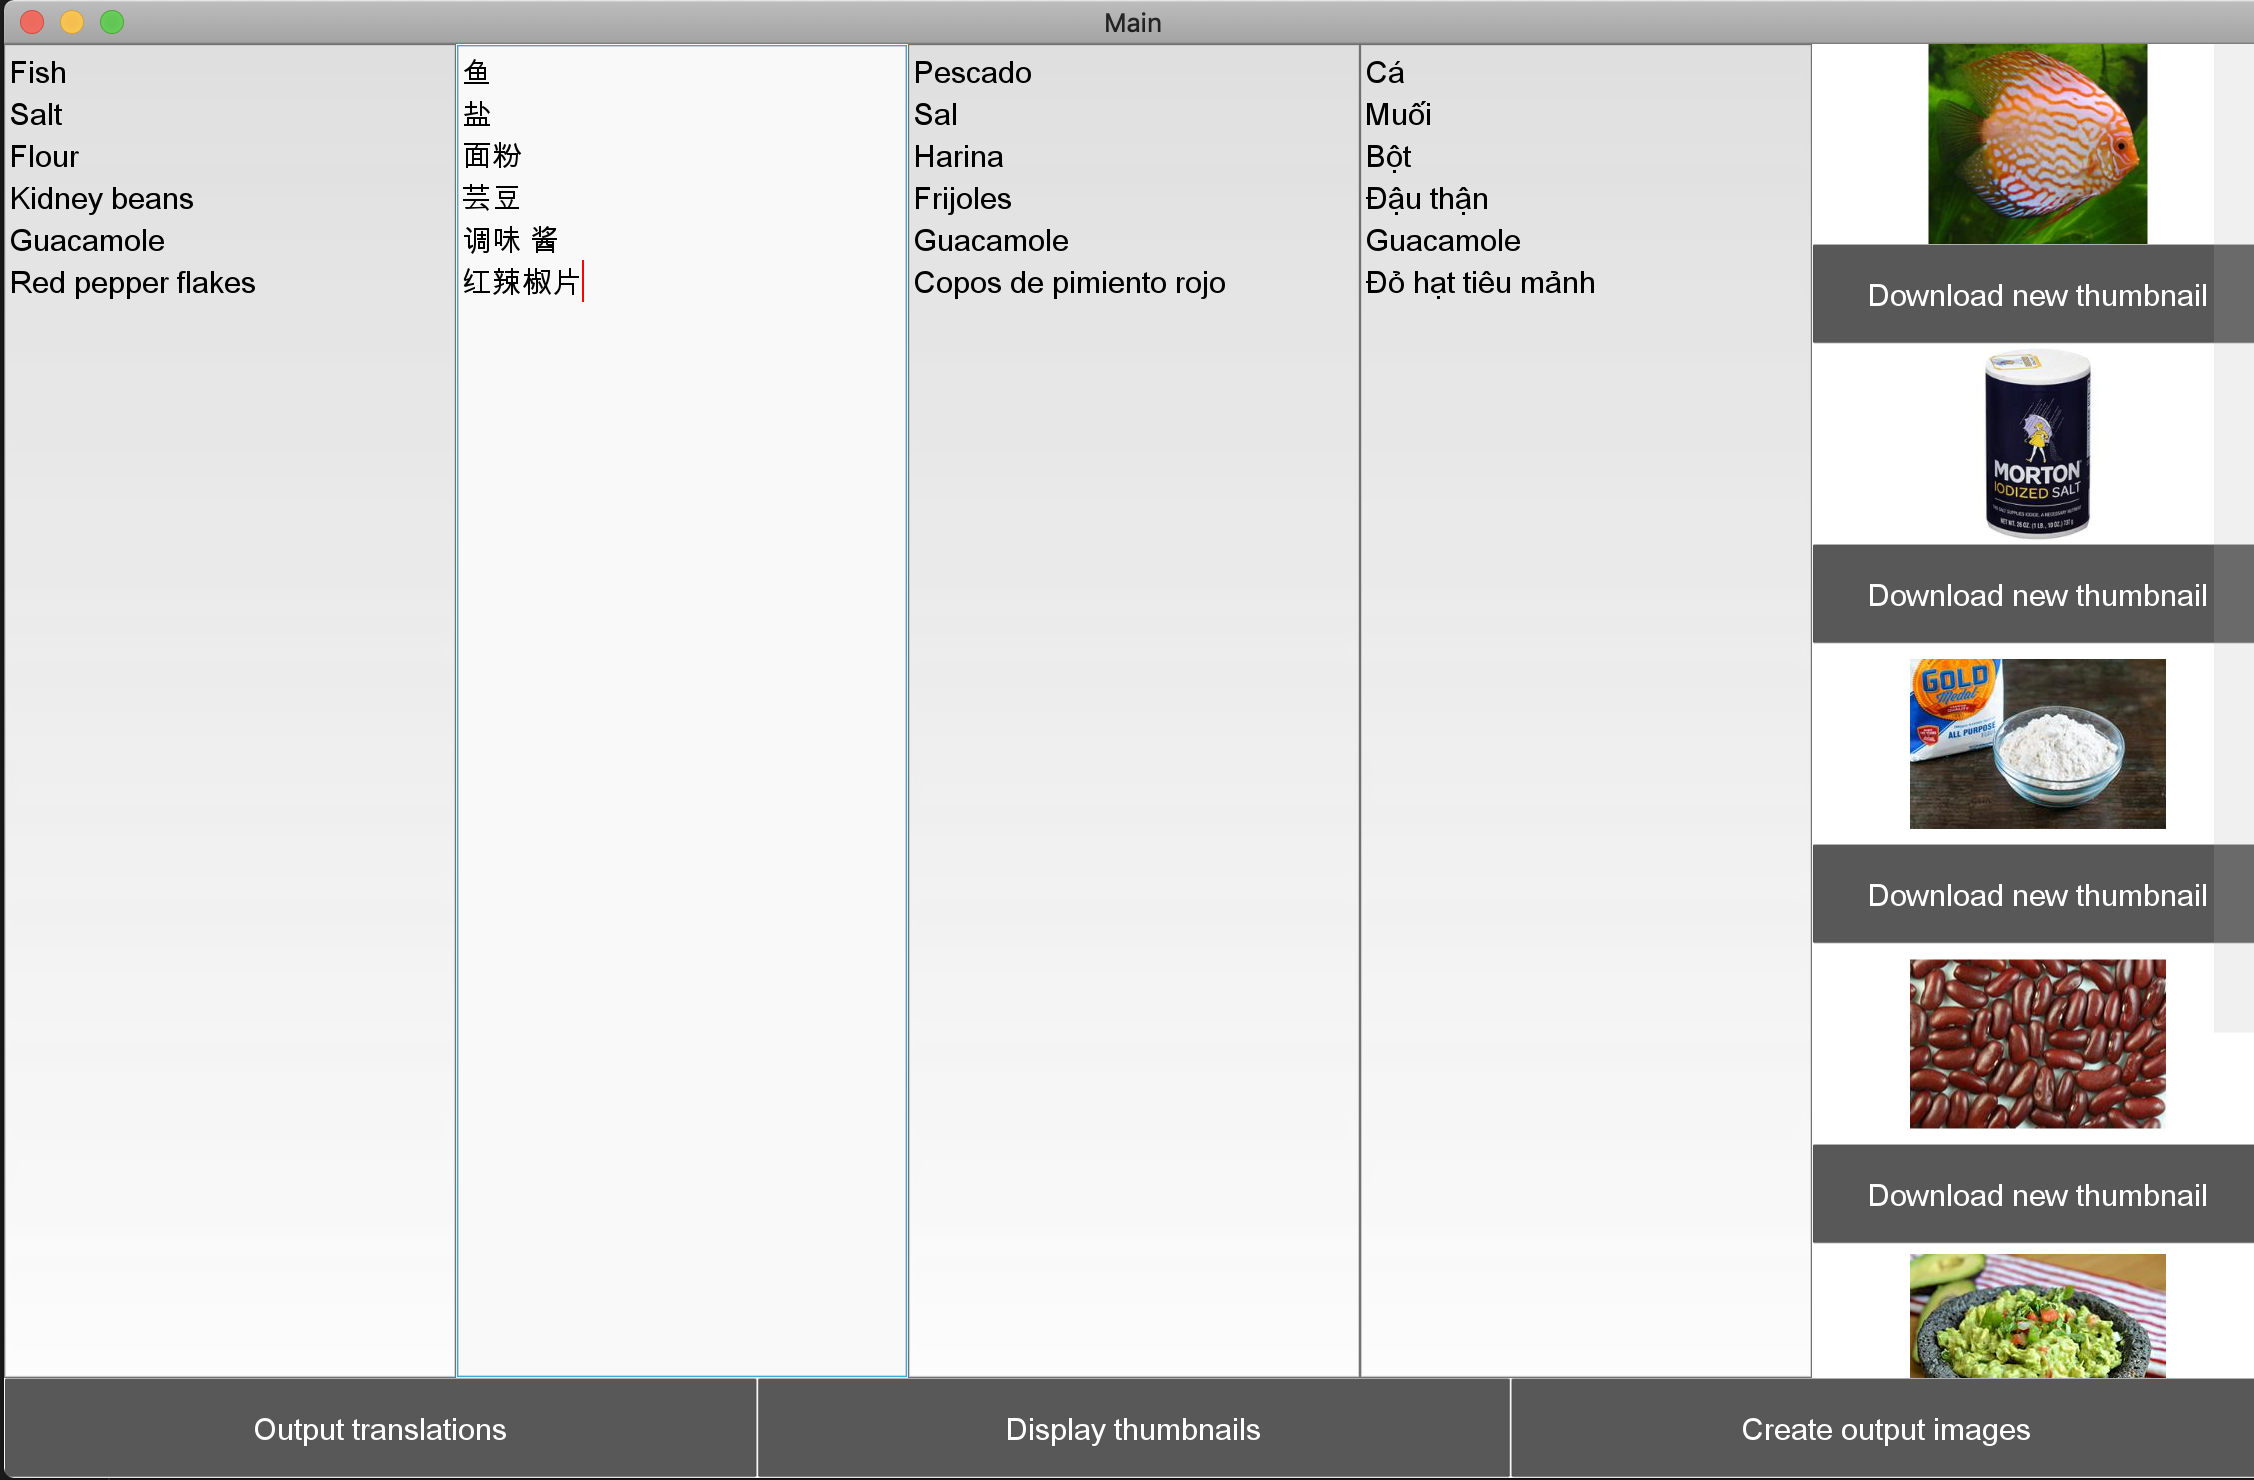 Main
Fish
Salt
Flour
Kidney beans
Guacamole
Red pepper flakes
鱼
盐
面粉
芸豆
调味 酱
红辣椒片
Pescado
Sal
Harina
Frijoles
Guacamole
Copos de pimiento rojo
Cá
Muối
Bột
Đậu thận
Guacamole
Đỏ hạt tiêu mảnh
Download new thumbnail
MORTON
IODIZED SALT
Download new thumbnail
GOLD
Medal
ALL PURPOSE
Download new thumbnail
Download new thumbnail
Output translations
Display thumbnails
Create output images